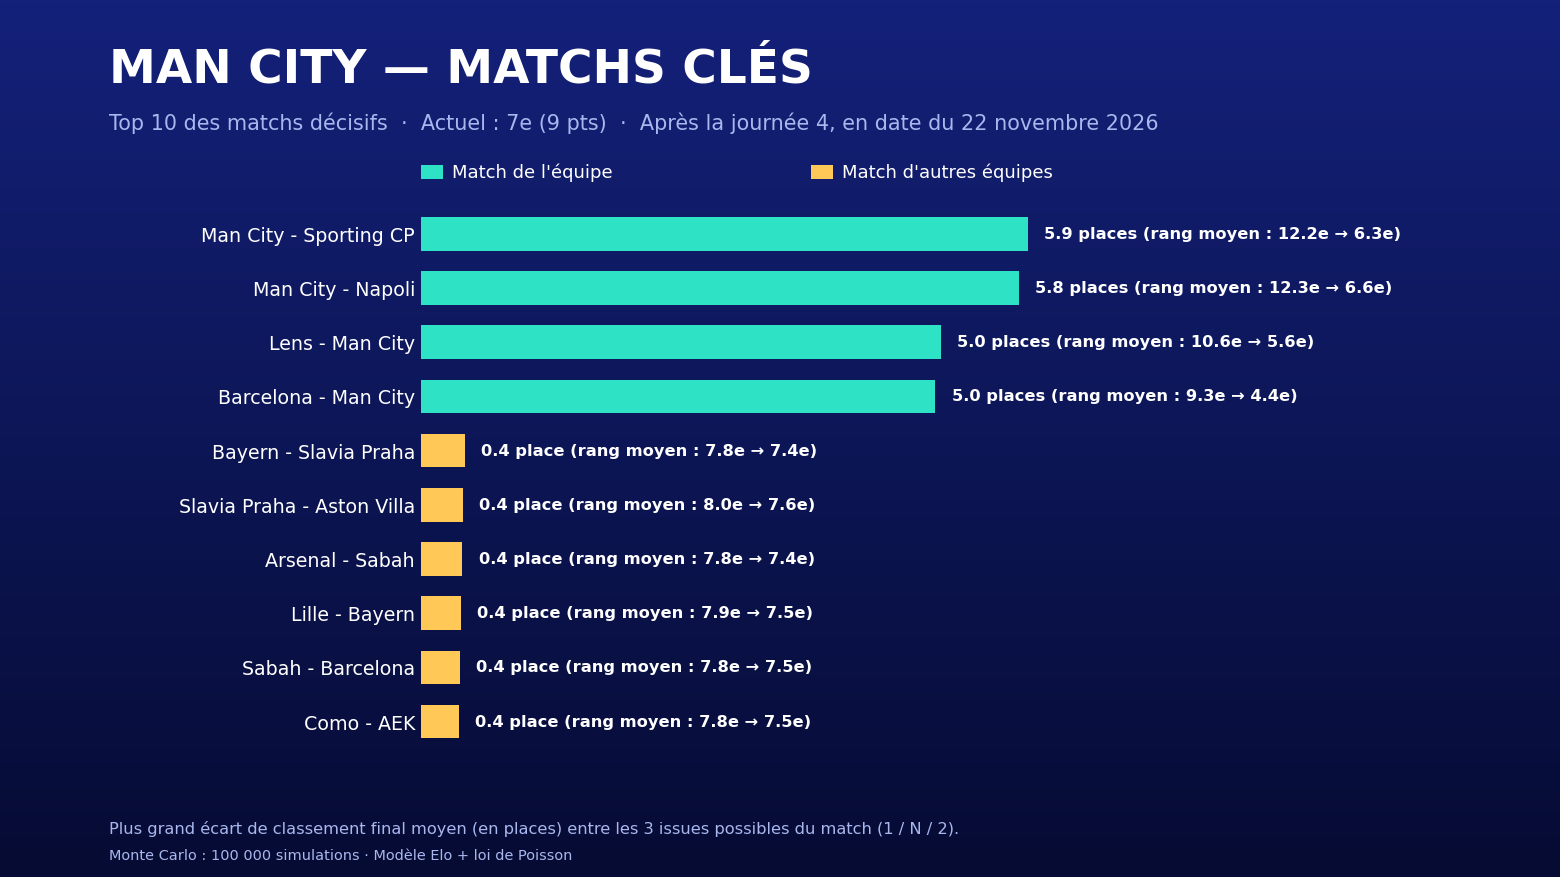 MAN CITY — MATCHS CLÉS
Top 10 des matchs décisifs · Actuel : 7e (9 pts) · Après la journée 4, en date du 22 novembre 2026
Match de l'équipe
Match d'autres équipes
Man City - Sporting CP 5.9 places (rang moyen : 12.2e → 6.3e)
Man City - Napoli 5.8 places (rang moyen : 12.3e → 6.6e)
Lens - Man City 5.0 places (rang moyen : 10.6e → 5.6e)
Barcelona - Man City 5.0 places (rang moyen : 9.3e → 4.4e)
Bayern - Slavia Praha 0.4 place (rang moyen : 7.8e → 7.4e)
Slavia Praha - Aston Villa 0.4 place (rang moyen : 8.0e → 7.6e)
Arsenal - Sabah 0.4 place (rang moyen : 7.8e → 7.4e)
Lille - Bayern 0.4 place (rang moyen : 7.9e → 7.5e)
Sabah - Barcelona 0.4 place (rang moyen : 7.8e → 7.5e)
Como - AEK 0.4 place (rang moyen : 7.8e → 7.5e)
Plus grand écart de classement final moyen (en places) entre les 3 issues possibles du match (1 / N / 2).
Monte Carlo : 100 000 simulations · Modèle Elo + loi de Poisson